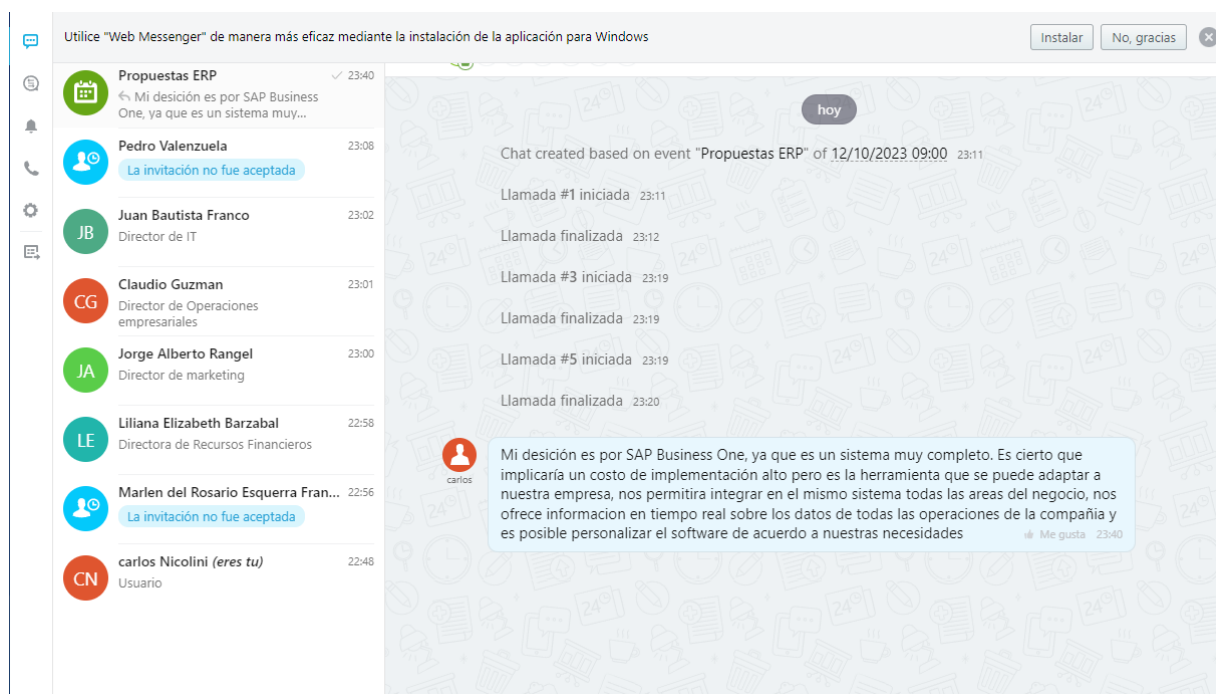 Utilice "Web Messenger" de manera más eficaz mediante la instalación de la aplicación para Windows
Instalar
No, gracias
Propuestas ERP 23:40
Mi desición es por SAP Business
One, ya que es un sistema muy...
Pedro Valenzuela 23:08
La invitación no fue aceptada
JB
Juan Bautista Franco 23:02
Director de IT
CG
Claudio Guzman 23:01
Director de Operaciones
empresariales
JA
Jorge Alberto Rangel 23:00
Director de marketing
LE
Liliana Elizabeth Barzabal 22:58
Directora de Recursos Financieros
Marlen del Rosario Esquerra Fran... 22:56
La invitación no fue aceptada
CN
carlos Nicolini (eres tu) 22:48
Usuario
hoy
Chat created based on event "Propuestas ERP" of 12/10/2023 09:00 23:11
Llamada #1 iniciada 23:11
Llamada finalizada 23:12
Llamada #3 iniciada 23:19
Llamada finalizada 23:19
Llamada #5 iniciada 23:19
Llamada finalizada 23:20
carlos
Mi desición es por SAP Business One, ya que es un sistema muy completo. Es cierto que
implicaría un costo de implementación alto pero es la herramienta que se puede adaptar a
nuestra empresa, nos permitira integrar en el mismo sistema todas las areas del negocio, nos
ofrece informacion en tiempo real sobre los datos de todas las operaciones de la compañia y
es posible personalizar el software de acuerdo a nuestras necesidades
Me gusta 23:40